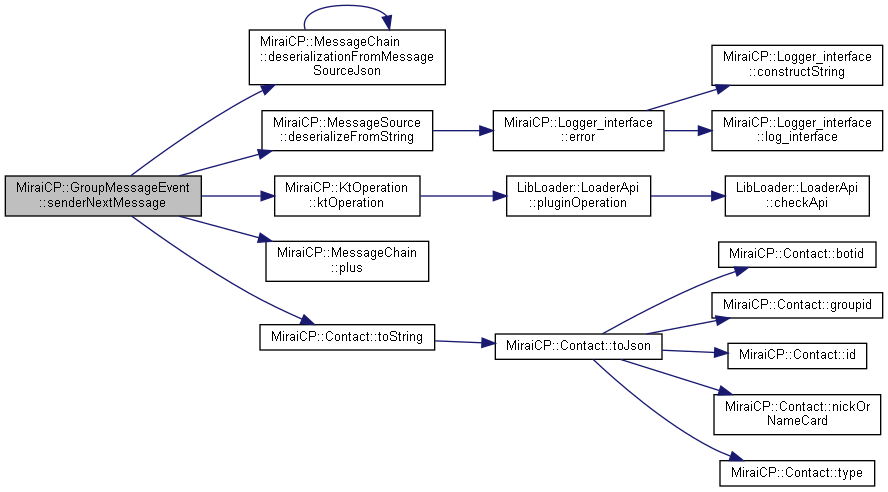 MiraiCP::GroupMessageEvent
::senderNextMessage
MiraiCP::MessageChain
::deserializationFromMessage
SourceJson
MiraiCP::MessageSource
::deserializeFromString
MiraiCP::Logger_interface
::error
MiraiCP::Logger_interface
::constructString
MiraiCP::Logger_interface
::log_interface
MiraiCP::KtOperation
::ktOperation
LibLoader::LoaderApi
::pluginOperation
LibLoader::LoaderApi
::checkApi
MiraiCP::MessageChain
::plus
MiraiCP::Contact::toString
MiraiCP::Contact::toJson
MiraiCP::Contact::botid
MiraiCP::Contact::groupid
MiraiCP::Contact::id
MiraiCP::Contact::nickOr
NameCard
MiraiCP::Contact::type